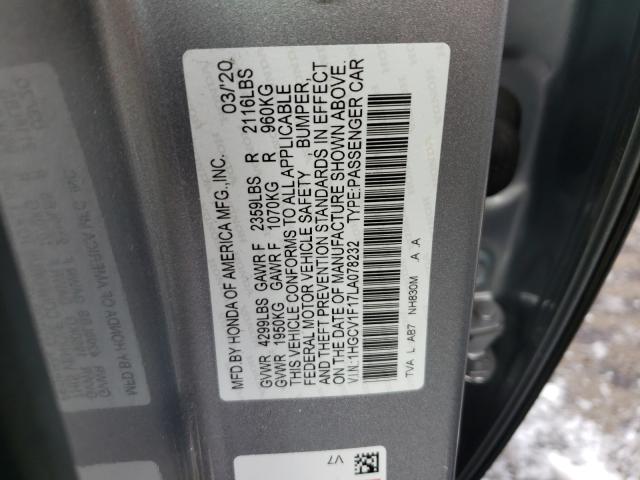 MFD BY HONDA OF AMERICA MFG.,INC. 03/'20
GVWR 4299LBS GAWR F 2359LBS R 2116LBS
GVWR 1950KG GAWR F 1070KG R 960KG
THIS VEHICLE CONFORMS TO ALL APPLICABLE
FEDERAL MOTOR VEHICLE SAFETY BUMPER,
AND THEFT PREVENTION STANDARDS IN EFFECT
ON THE DATE OF MANUFACTURE SHOWN ABOVE.
V.I.N.:1HGCV1F17LA078232 TYPE:PASSENGER CAR
TVA L AB7 NH830M A A
V7